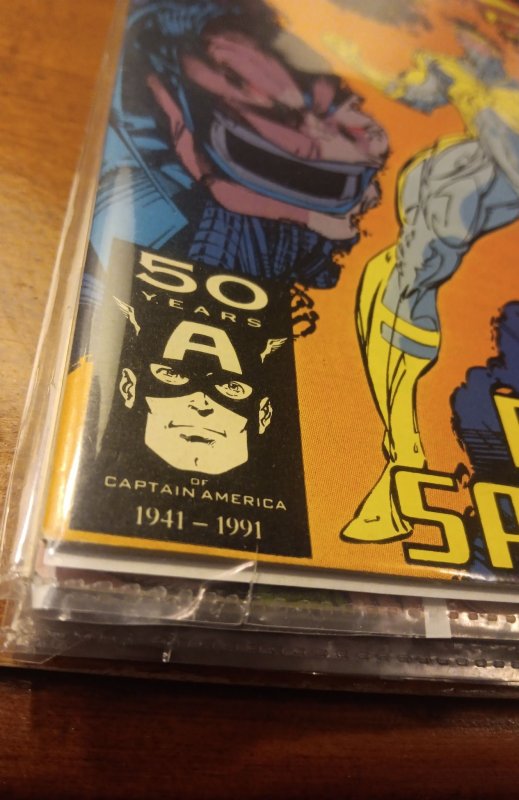 50
YEARS
A
OF
CAPTAIN AMERICA
1941 – 1991